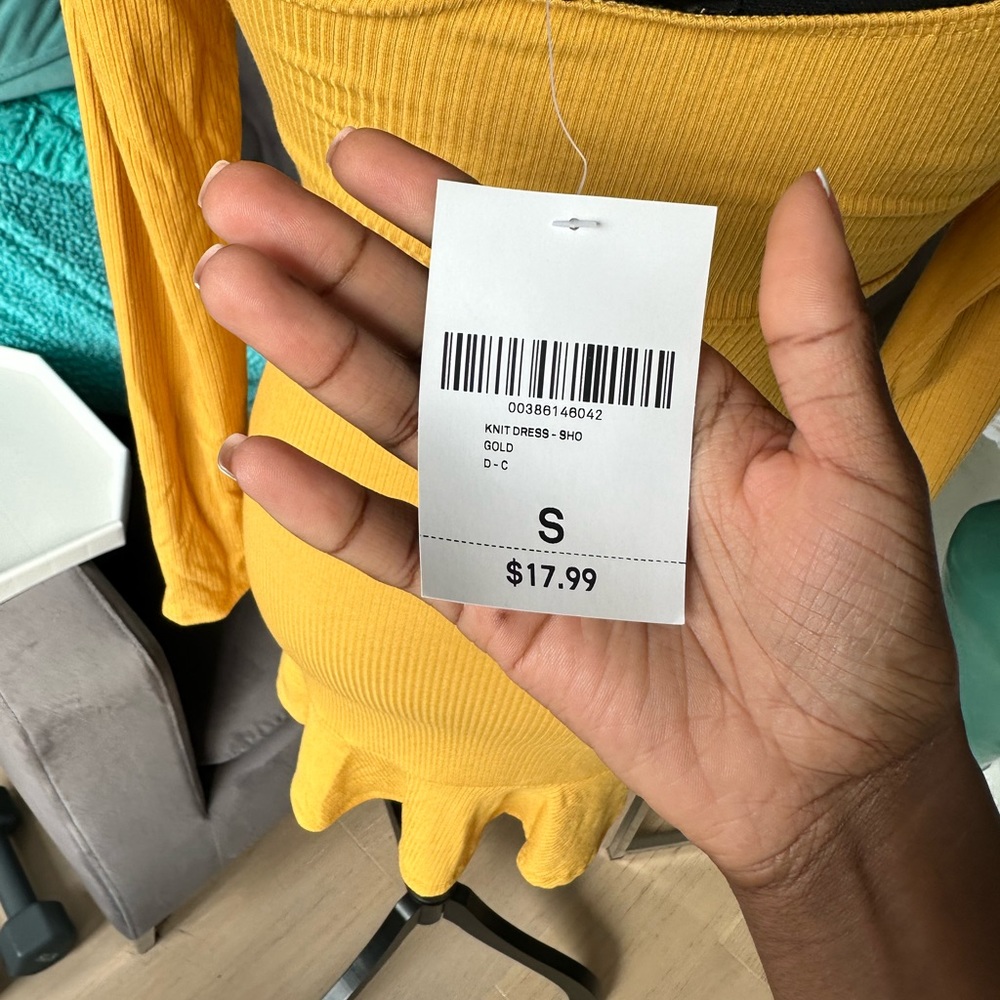 00386146042
KNIT DRESS - SHO
GOLD
D - C
S
$17.99